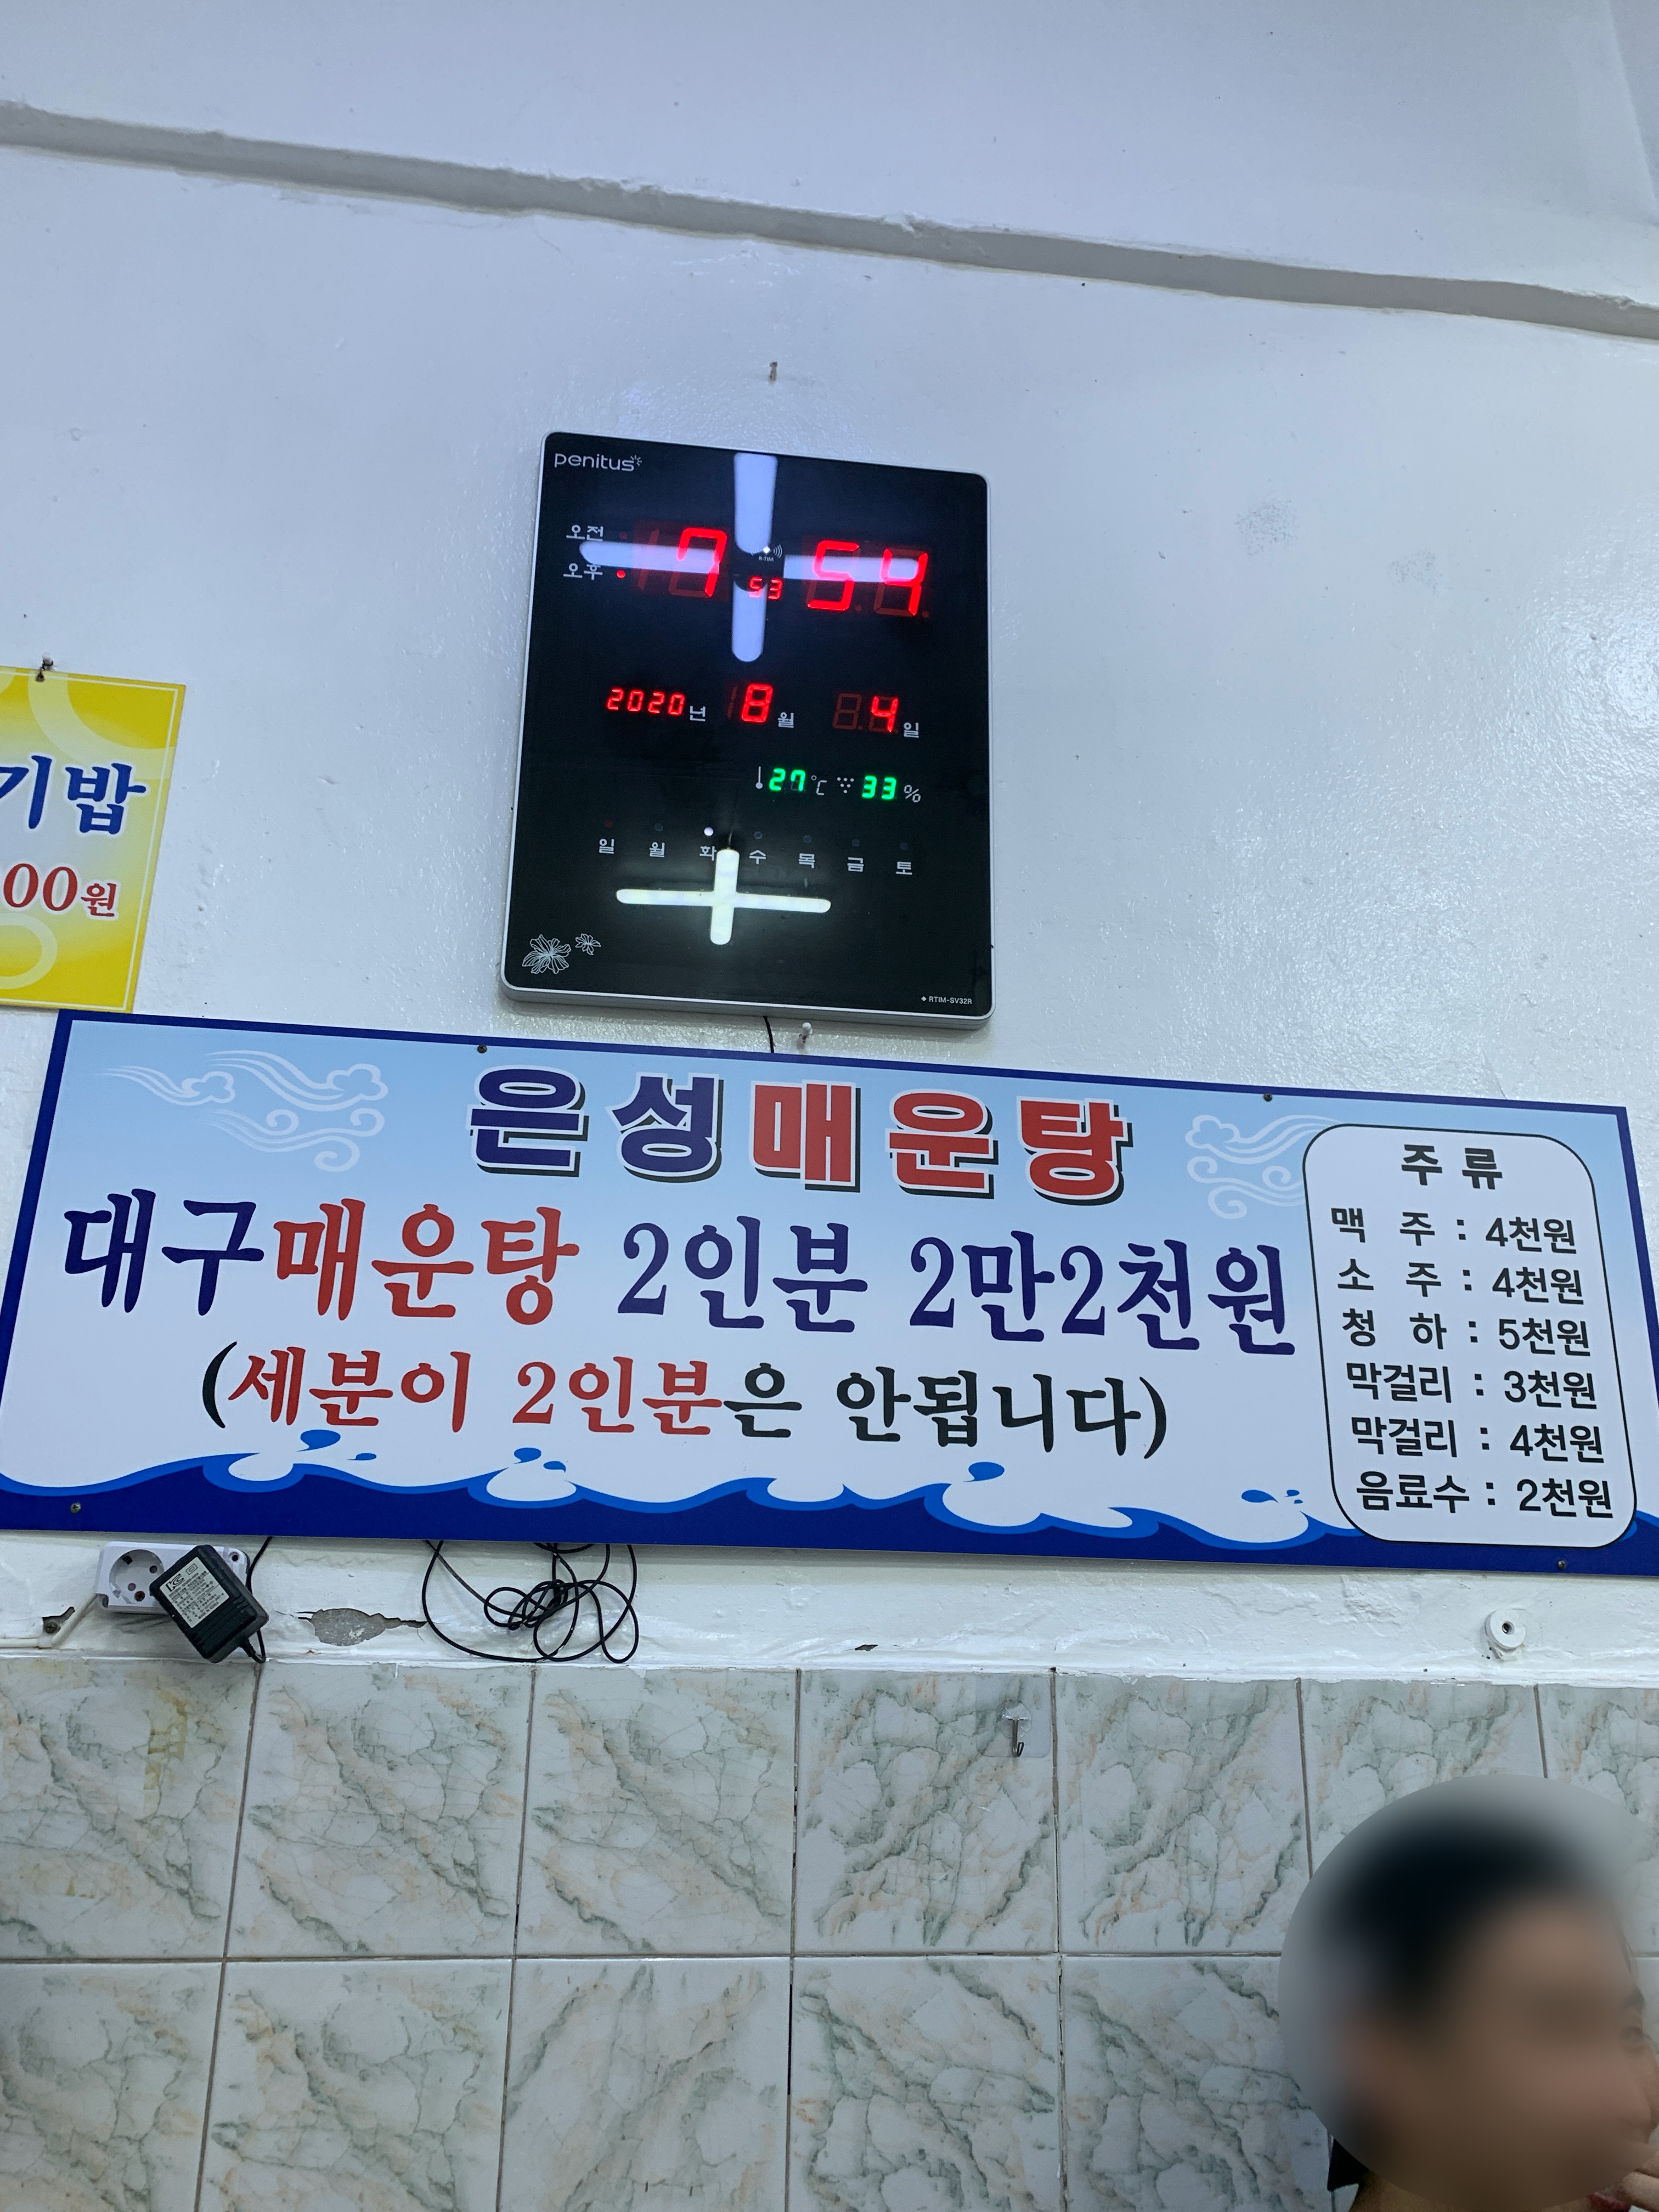 penitus
오전
오후
7 54
53
2020년 8월 4일
27℃ 33%
일 월 화 수 목 금 토
RTIM-SV32R
기밥
00원
은성매운탕
대구매운탕 2인분 2만2천원
(세분이 2인분은 안됩니다)
주류
맥 주 : 4천원
소 주 : 4천원
청 하 : 5천원
막걸리 : 3천원
막걸리 : 4천원
음료수 : 2천원